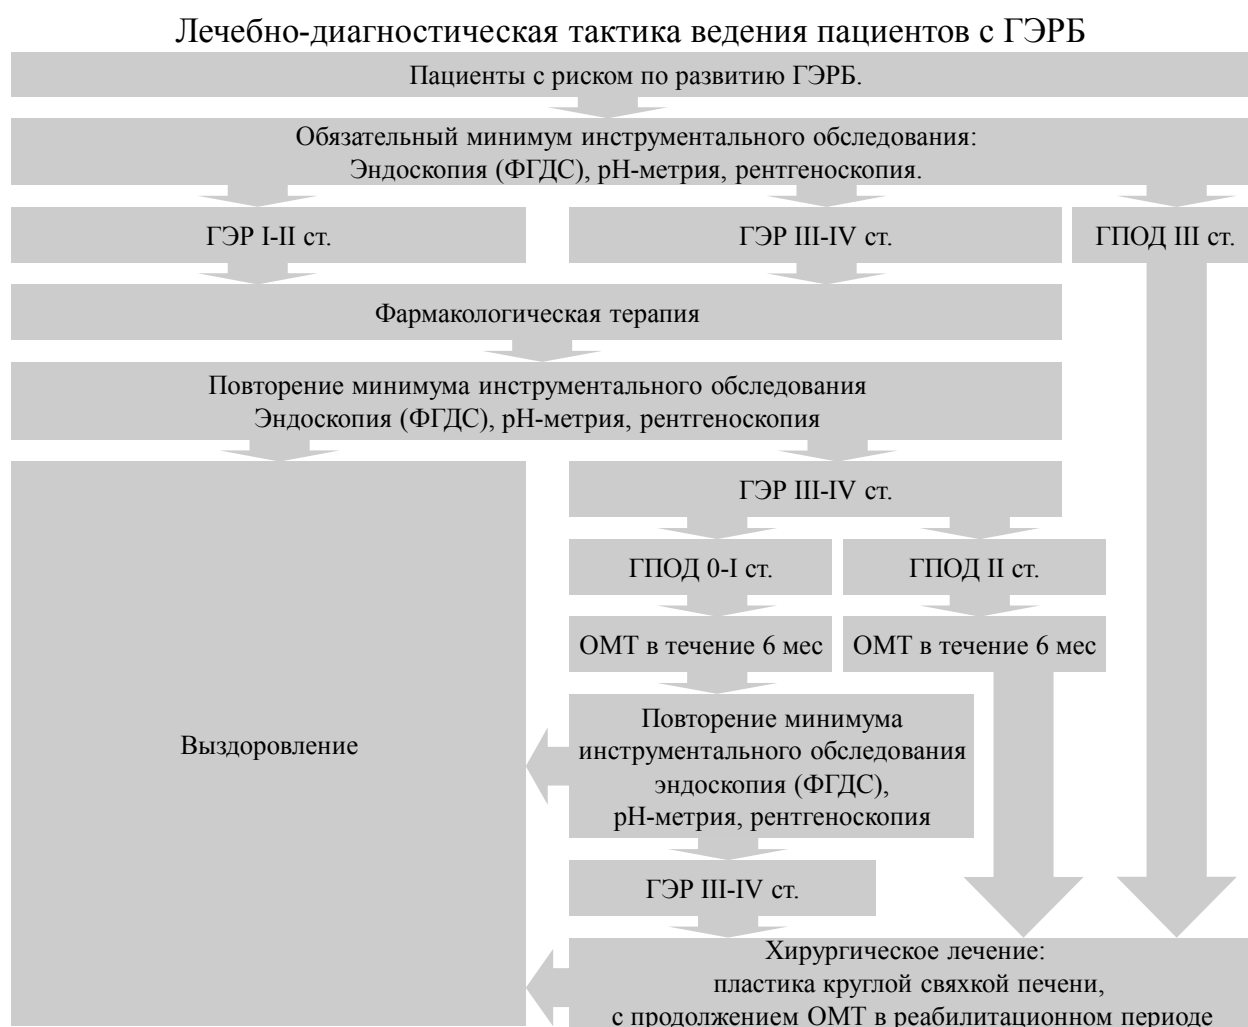 Лечебно-диагностическая тактика ведения пациентов с ГЭРБ
Пациенты с риском по развитию ГЭРБ.
Обязательный минимум инструментального обследования:
Эндоскопия (ФГДС), рН-метрия, рентгеноскопия.
ГЭР I-II ст.
ГЭР III-IV ст.
ГПОД III ст.
Фармакологическая терапия
Повторение минимума инструментального обследования
Эндоскопия (ФГДС), рН-метрия, рентгеноскопия
ГЭР III-IV ст.
ГПОД 0-I ст.
ГПОД II ст.
ОМТ в течение 6 мес
ОМТ в течение 6 мес
Выздоровление
Повторение минимума
инструментального обследования
эндоскопия (ФГДС),
рН-метрия, рентгеноскопия
ГЭР III-IV ст.
Хирургическое лечение:
пластика круглой свяхкой печени,
с продолжением ОМТ в реабилитационном периоде